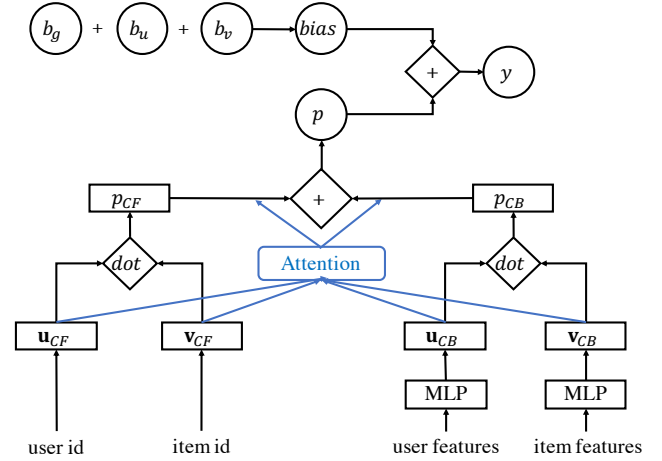 b_g + b_u + b_v bias
+ y
p
p_CF + p_CB
dot Attention dot
u_CF v_CF u_CB v_CB
MLP MLP
user id item id user features item features